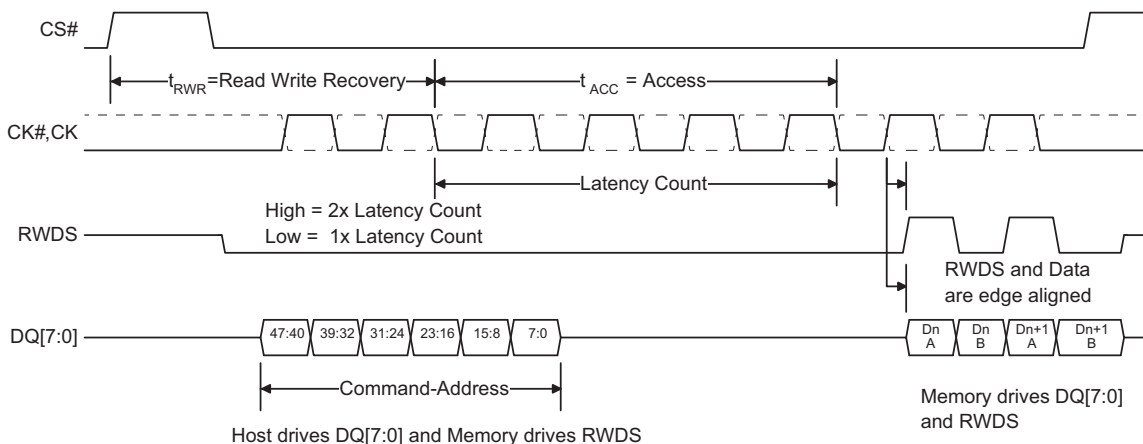 CS#
t RWR =Read Write Recovery
t ACC = Access
CK#,CK
Latency Count
High = 2x Latency Count
Low = 1x Latency Count
RWDS
RWDS and Data
are edge aligned
DQ[7:0]
47:40 39:32 31:24 23:16 15:8 7:0
Dn A
Dn B
Dn+1 A
Dn+1 B
Command-Address
Memory drives DQ[7:0]
and RWDS
Host drives DQ[7:0] and Memory drives RWDS